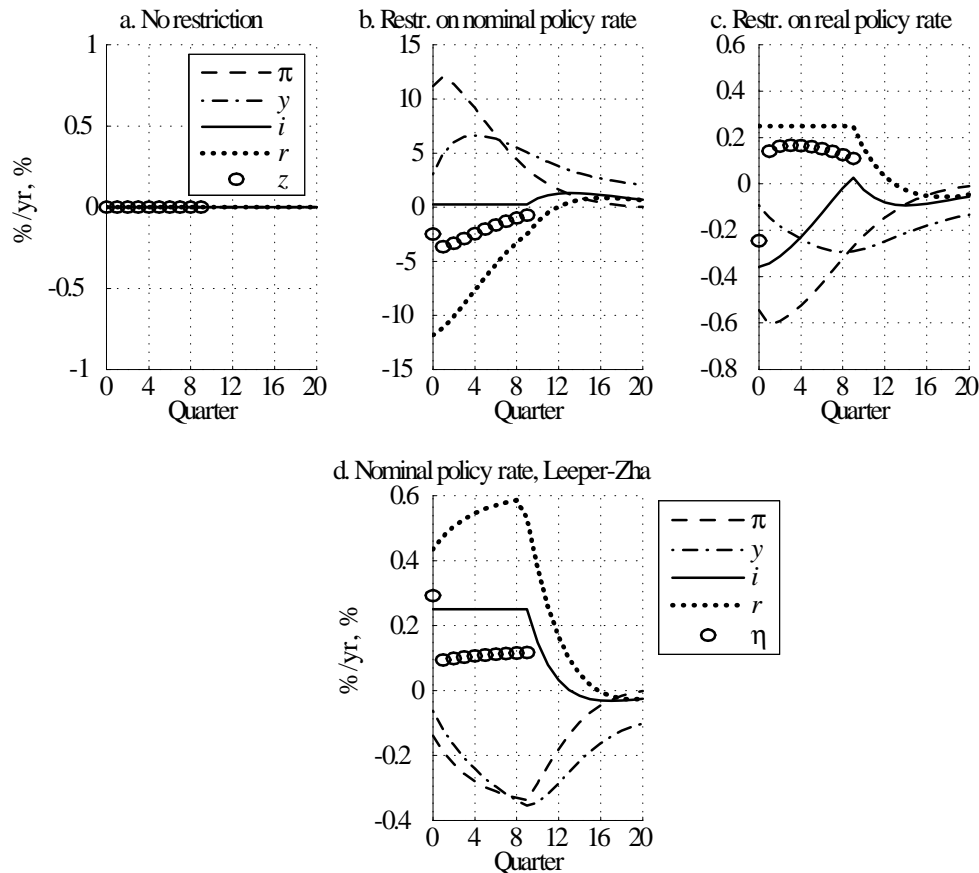 a. No restriction
b. Restr. on nominal policy rate
c. Restr. on real policy rate
%/yr, %
1
0.5
0
-0.5
-1
π
y
i
r
z
0 4 8 12 16 20
Quarter
15
10
5
0
-5
-10
-15
0 4 8 12 16 20
Quarter
0.6
0.4
0.2
0
-0.2
-0.4
-0.6
-0.8
0 4 8 12 16 20
Quarter
d. Nominal policy rate, Leeper-Zha
%/yr, %
0.6
0.4
0.2
0
-0.2
-0.4
0 4 8 12 16 20
Quarter
π
y
i
r
η